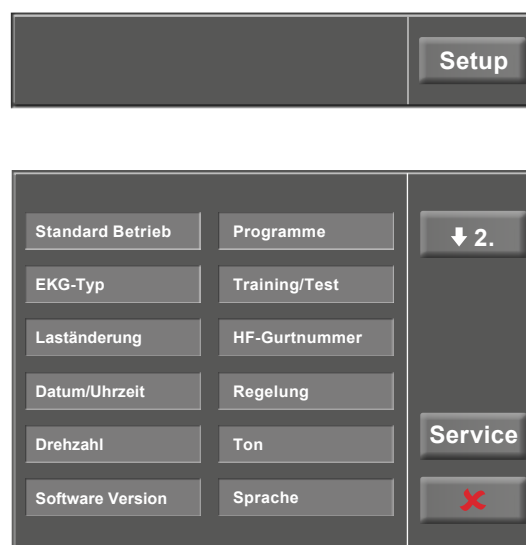 Setup
Standard Betrieb
Programme
🡇 2.
EKG-Typ
Training/Test
Laständerung
HF-Gurtnummer
Datum/Uhrzeit
Regelung
Drehzahl
Ton
Service
Software Version
Sprache
✘